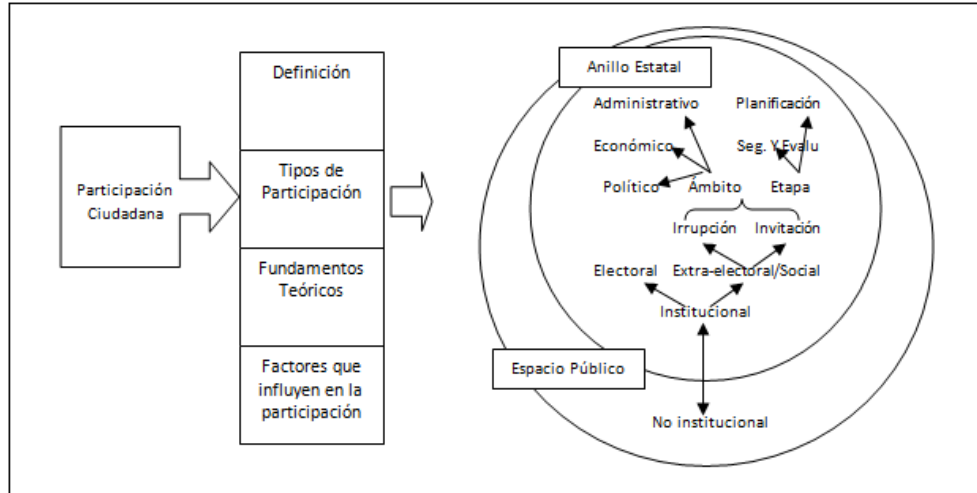 Participación
Ciudadana
Definición
Tipos de
Participación
Fundamentos
Teóricos
Factores que
influyen en la
participación
Anillo Estatal
Administrativo
Planificación
Económico
Seg. Y Evalu
Político
Ámbito
Etapa
Irrupción
Invitación
Electoral
Extra-electoral/Social
Institucional
Espacio Público
No institucional